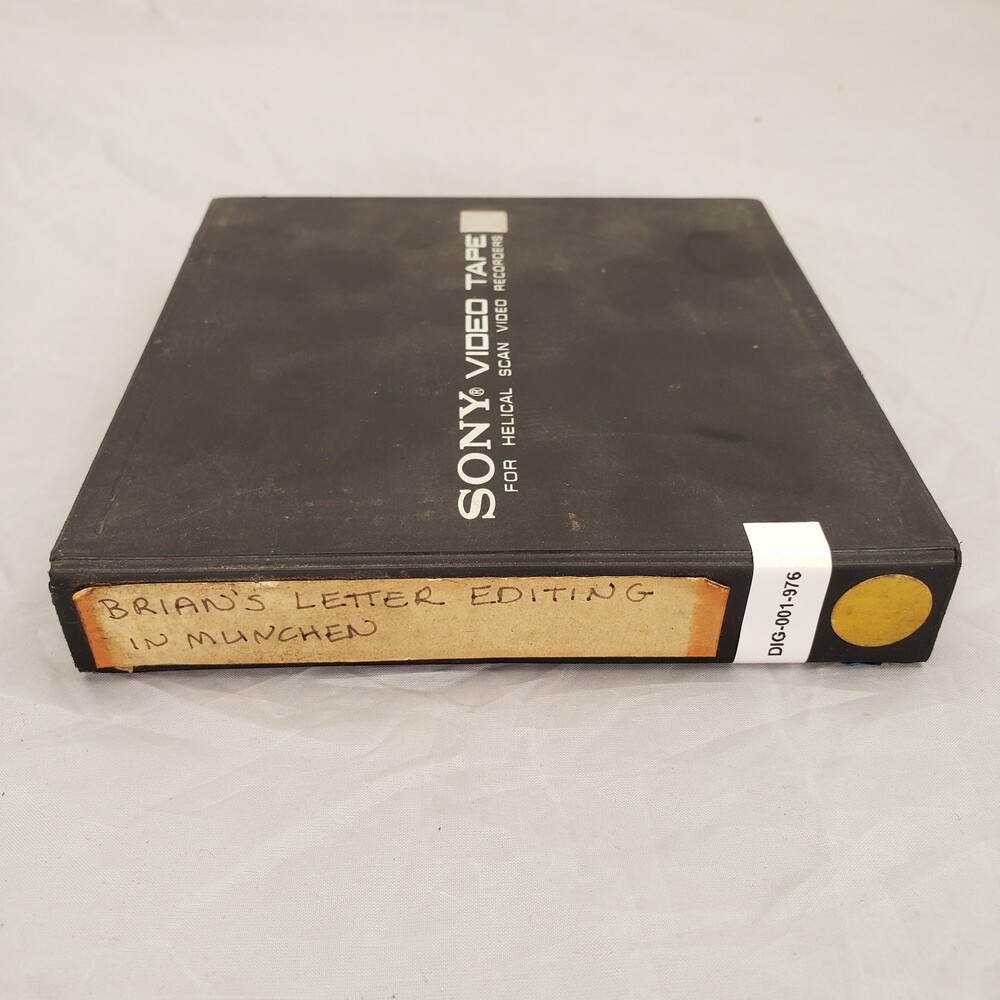 SONY® VIDEO TAPE
FOR HELICAL SCAN VIDEO RECORDERS
BRIAN'S LETTER EDITING
IN MUNCHEN
DIG-001-976